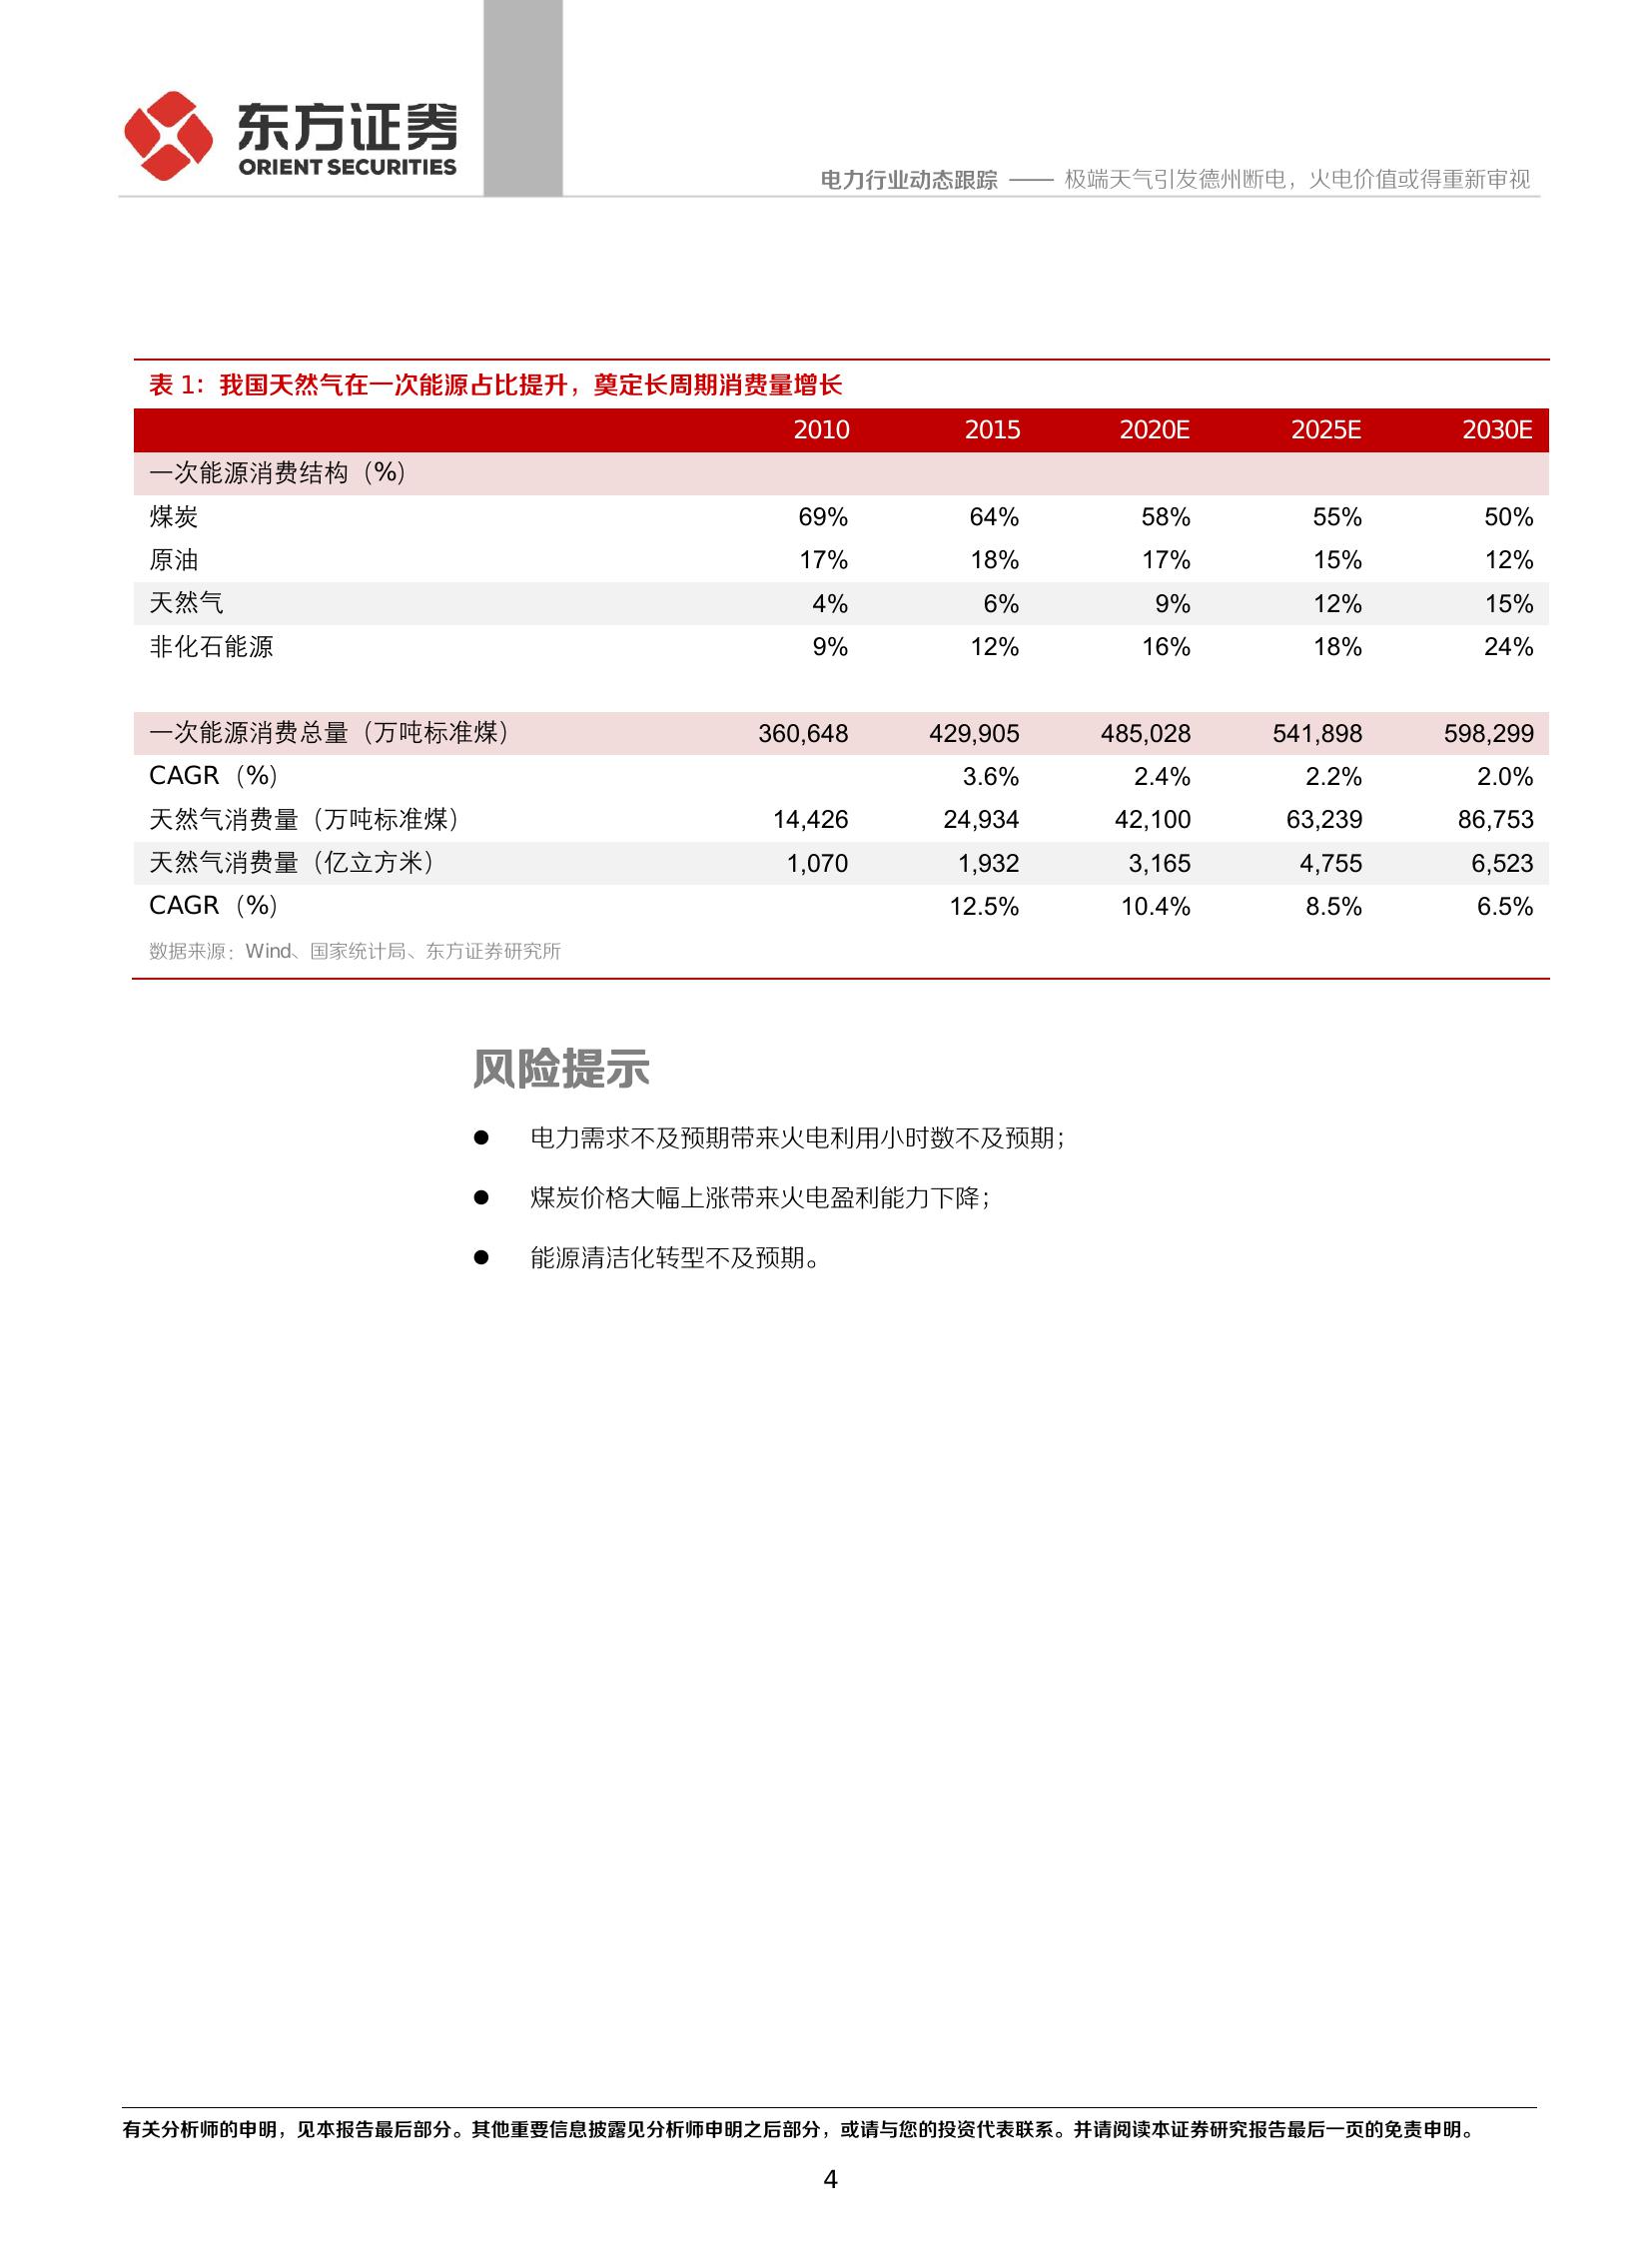 东方证券
ORIENT SECURITIES
电力行业动态跟踪 —— 极端天气引发德州断电，火电价值或得重新审视
表 1：我国天然气在一次能源占比提升，奠定长周期消费量增长
2010 2015 2020E 2025E 2030E
一次能源消费结构（%）
煤炭 69% 64% 58% 55% 50%
原油 17% 18% 17% 15% 12%
天然气 4% 6% 9% 12% 15%
非化石能源 9% 12% 16% 18% 24%
一次能源消费总量（万吨标准煤） 360,648 429,905 485,028 541,898 598,299
CAGR（%） 3.6% 2.4% 2.2% 2.0%
天然气消费量（万吨标准煤） 14,426 24,934 42,100 63,239 86,753
天然气消费量（亿立方米） 1,070 1,932 3,165 4,755 6,523
CAGR（%） 12.5% 10.4% 8.5% 6.5%
数据来源：Wind、国家统计局、东方证券研究所
风险提示
● 电力需求不及预期带来火电利用小时数不及预期；
● 煤炭价格大幅上涨带来火电盈利能力下降；
● 能源清洁化转型不及预期。
有关分析师的申明，见本报告最后部分。其他重要信息披露见分析师申明之后部分，或请与您的投资代表联系。并请阅读本证券研究报告最后一页的免责申明。
4